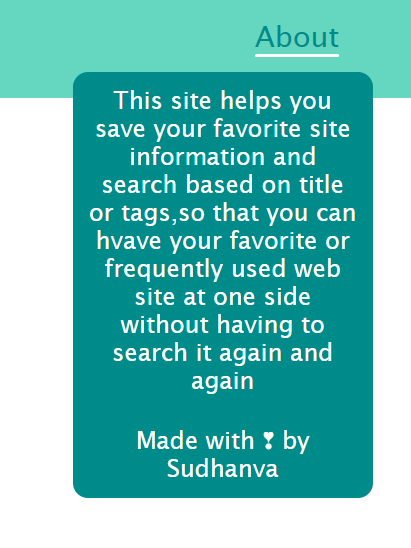 About
This site helps you
save your favorite site
information and
search based on title
or tags,so that you can
hvave your favorite or
frequently used web
site at one side
without having to
search it again and
again
Made with ❣ by
Sudhanva